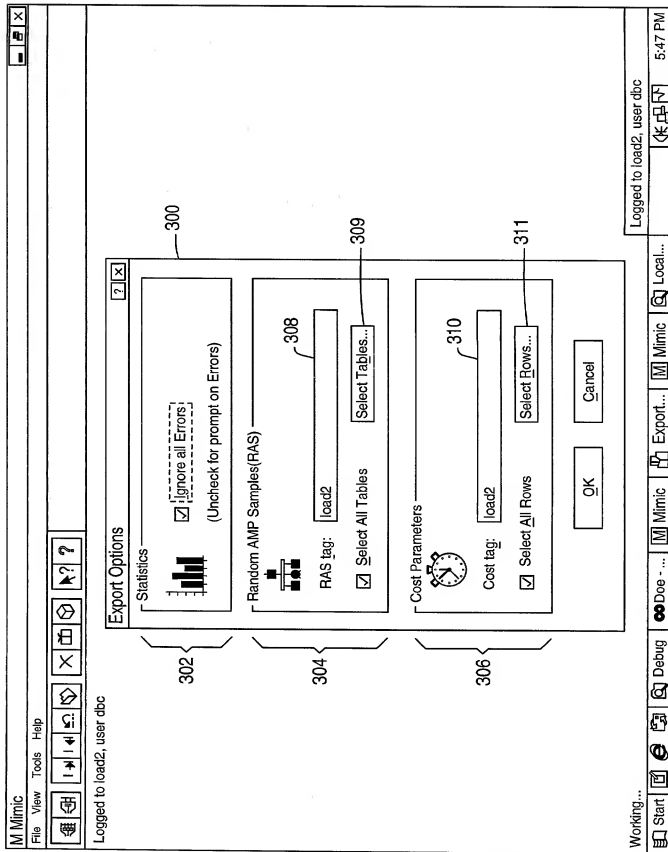 M Mimic
File View Tools Help
Logged to load2, user dbc
Export Options
300
302
Statistics
Ignore all Errors
(Uncheck for prompt on Errors)
304
Random AMP Samples(RAS)
RAS tag: load2
308
Select All Tables
Select Tables...
309
306
Cost Parameters
Cost tag: load2
310
Select All Rows
Select Rows...
311
OK
Cancel
Working...
Logged to load2, user dbc
Start Debug Doe - ... M Mimic Export... M Mimic Local... 5:47 PM